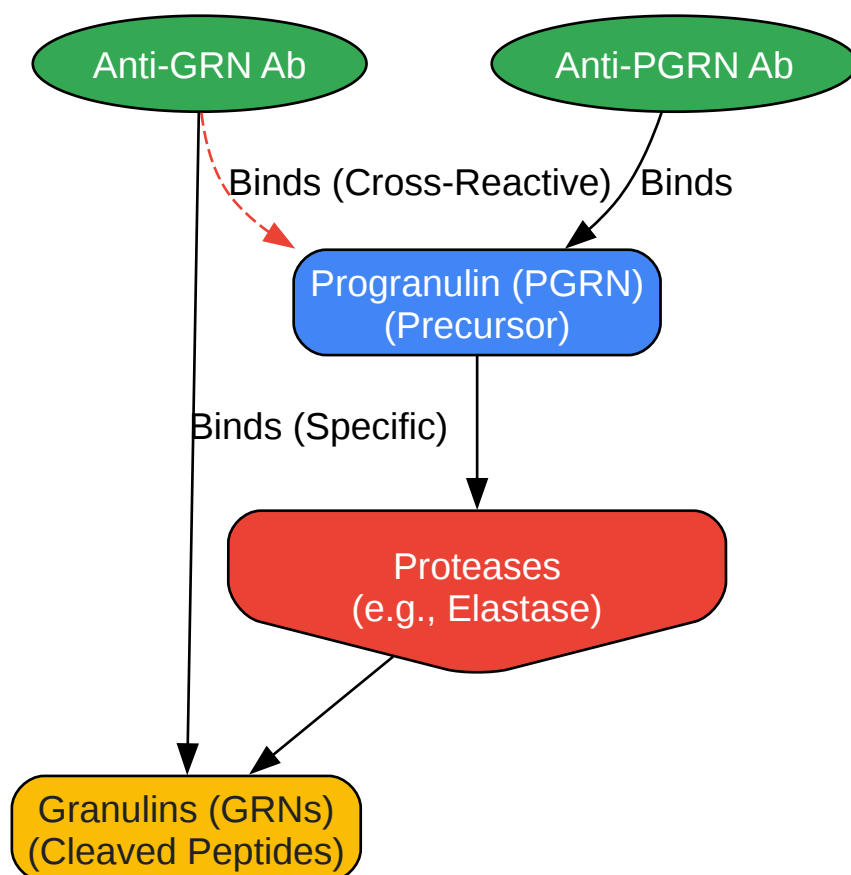 Anti-GRN Ab
Anti-PGRN Ab
Binds (Cross-Reactive)
Binds
Progranulin (PGRN)
(Precursor)
Binds (Specific)
Proteases
(e.g., Elastase)
Granulins (GRNs)
(Cleaved Peptides)